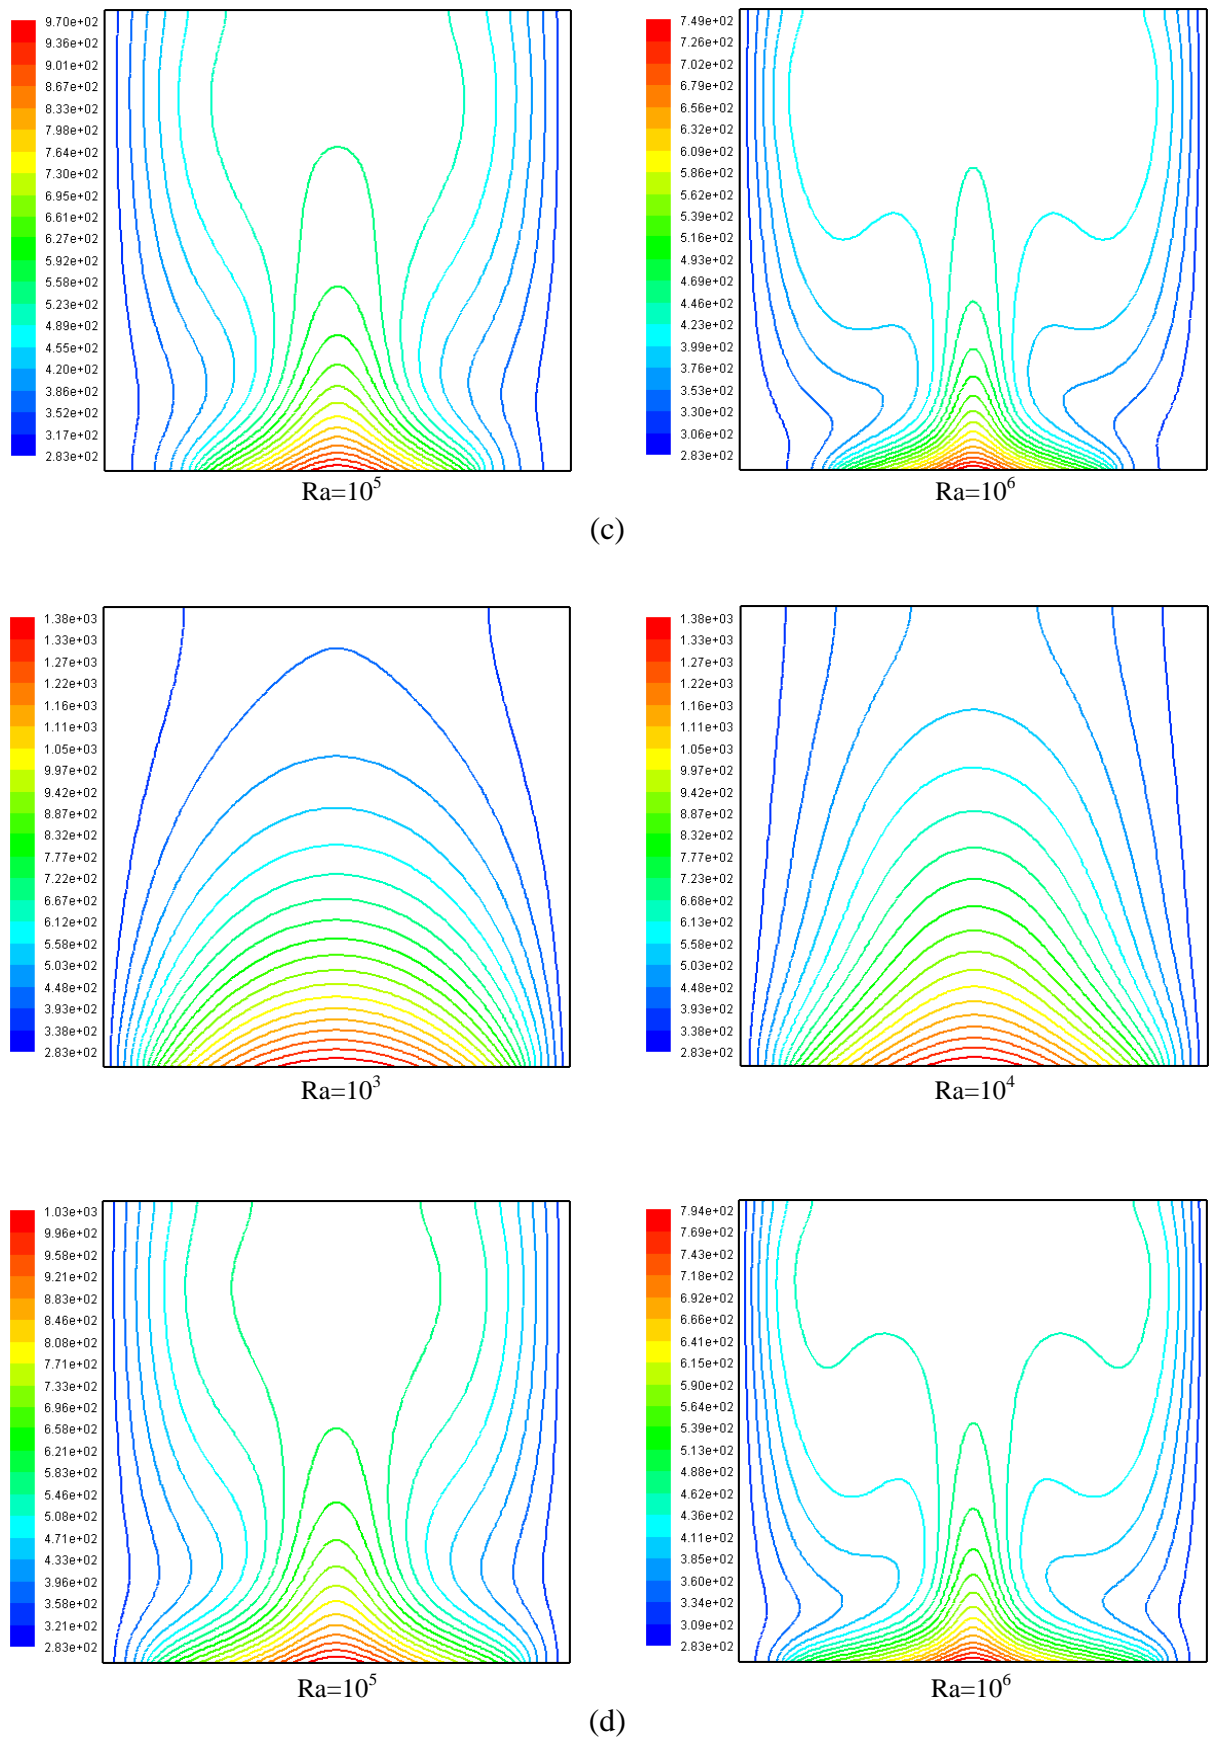 9.70e+02
9.36e+02
9.01e+02
8.67e+02
8.33e+02
7.98e+02
7.64e+02
7.30e+02
6.95e+02
6.61e+02
6.27e+02
5.92e+02
5.58e+02
5.23e+02
4.89e+02
4.55e+02
4.20e+02
3.86e+02
3.52e+02
3.17e+02
2.83e+02
Ra=10⁵
7.49e+02
7.26e+02
7.02e+02
6.79e+02
6.56e+02
6.32e+02
6.09e+02
5.86e+02
5.62e+02
5.39e+02
5.16e+02
4.93e+02
4.69e+02
4.46e+02
4.23e+02
3.99e+02
3.76e+02
3.53e+02
3.30e+02
3.06e+02
2.83e+02
Ra=10⁶
(c)
1.38e+03
1.33e+03
1.27e+03
1.22e+03
1.16e+03
1.11e+03
1.05e+03
9.97e+02
9.42e+02
8.87e+02
8.32e+02
7.77e+02
7.22e+02
6.67e+02
6.12e+02
5.58e+02
5.03e+02
4.48e+02
3.93e+02
3.38e+02
2.83e+02
Ra=10³
1.38e+03
1.33e+03
1.27e+03
1.22e+03
1.16e+03
1.11e+03
1.05e+03
9.97e+02
9.42e+02
8.87e+02
8.32e+02
7.77e+02
7.23e+02
6.68e+02
6.13e+02
5.58e+02
5.03e+02
4.48e+02
3.93e+02
3.38e+02
2.83e+02
Ra=10⁴
1.03e+03
9.96e+02
9.58e+02
9.21e+02
8.83e+02
8.46e+02
8.08e+02
7.71e+02
7.33e+02
6.96e+02
6.58e+02
6.21e+02
5.83e+02
5.46e+02
5.08e+02
4.71e+02
4.33e+02
3.96e+02
3.58e+02
3.21e+02
2.83e+02
Ra=10⁵
7.94e+02
7.69e+02
7.43e+02
7.18e+02
6.92e+02
6.66e+02
6.41e+02
6.15e+02
5.90e+02
5.64e+02
5.39e+02
5.13e+02
4.88e+02
4.62e+02
4.36e+02
4.11e+02
3.85e+02
3.60e+02
3.34e+02
3.09e+02
2.83e+02
Ra=10⁶
(d)